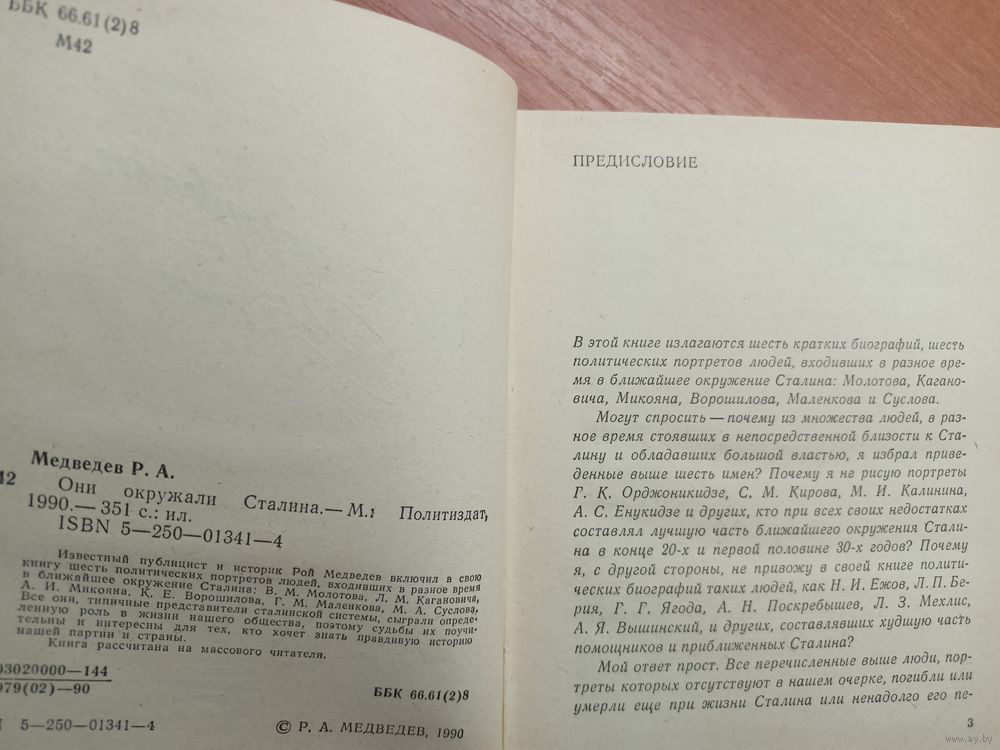 ББК 66.61(2)8
М42
Медведев Р. А.
Они окружали Сталина.— М.: Политиздат,
1990.— 351 с.: ил.
ISBN 5—250—01341—4
Известный публицист и историк Рой Медведев включил в свою
книгу шесть политических портретов людей, входивших в разное время
в ближайшее окружение Сталина: В. М. Молотова, Л. М. Кагановича,
А. И. Микояна, К. Е. Ворошилова, Г. М. Маленкова, М. А. Суслова.
Все они, типичные представители сталинской системы, сыграли опреде-
ленную роль в жизни нашего общества, поэтому судьбы их поучи-
тельны и интересны для тех, кто хочет знать правдивую историю
нашей партии и страны.
Книга рассчитана на массового читателя.
03020000—144
079(02)—90
ББК 66.61(2)8
5—250—01341—4
© Р. А. МЕДВЕДЕВ, 1990
ПРЕДИСЛОВИЕ
В этой книге излагаются шесть кратких биографий, шесть
политических портретов людей, входивших в разное вре-
мя в ближайшее окружение Сталина: Молотова, Кагано-
вича, Микояна, Ворошилова, Маленкова и Суслова.
Могут спросить — почему из множества людей, в раз-
ное время стоявших в непосредственной близости к Ста-
лину и обладавших большой властью, я избрал приве-
денные выше шесть имен? Почему я не рисую портреты
Г. К. Орджоникидзе, С. М. Кирова, М. И. Калинина,
А. С. Енукидзе и других, кто при всех своих недостатках
составлял лучшую часть ближайшего окружения Стали-
на в конце 20-х и первой половине 30-х годов? Почему
я, с другой стороны, не привожу в своей книге полити-
ческих биографий таких людей, как Н. И. Ежов, Л. П. Бе-
рия, Г. Г. Ягода, А. Н. Поскребышев, Л. З. Мехлис,
А. Я. Вышинский, и других, составлявших худшую часть
помощников и приближенных Сталина?
Мой ответ прост. Все перечисленные выше люди, пор-
треты которых отсутствуют в нашем очерке, погибли или
умерли еще при жизни Сталина или ненадолго его пе-
3
www.ay.by